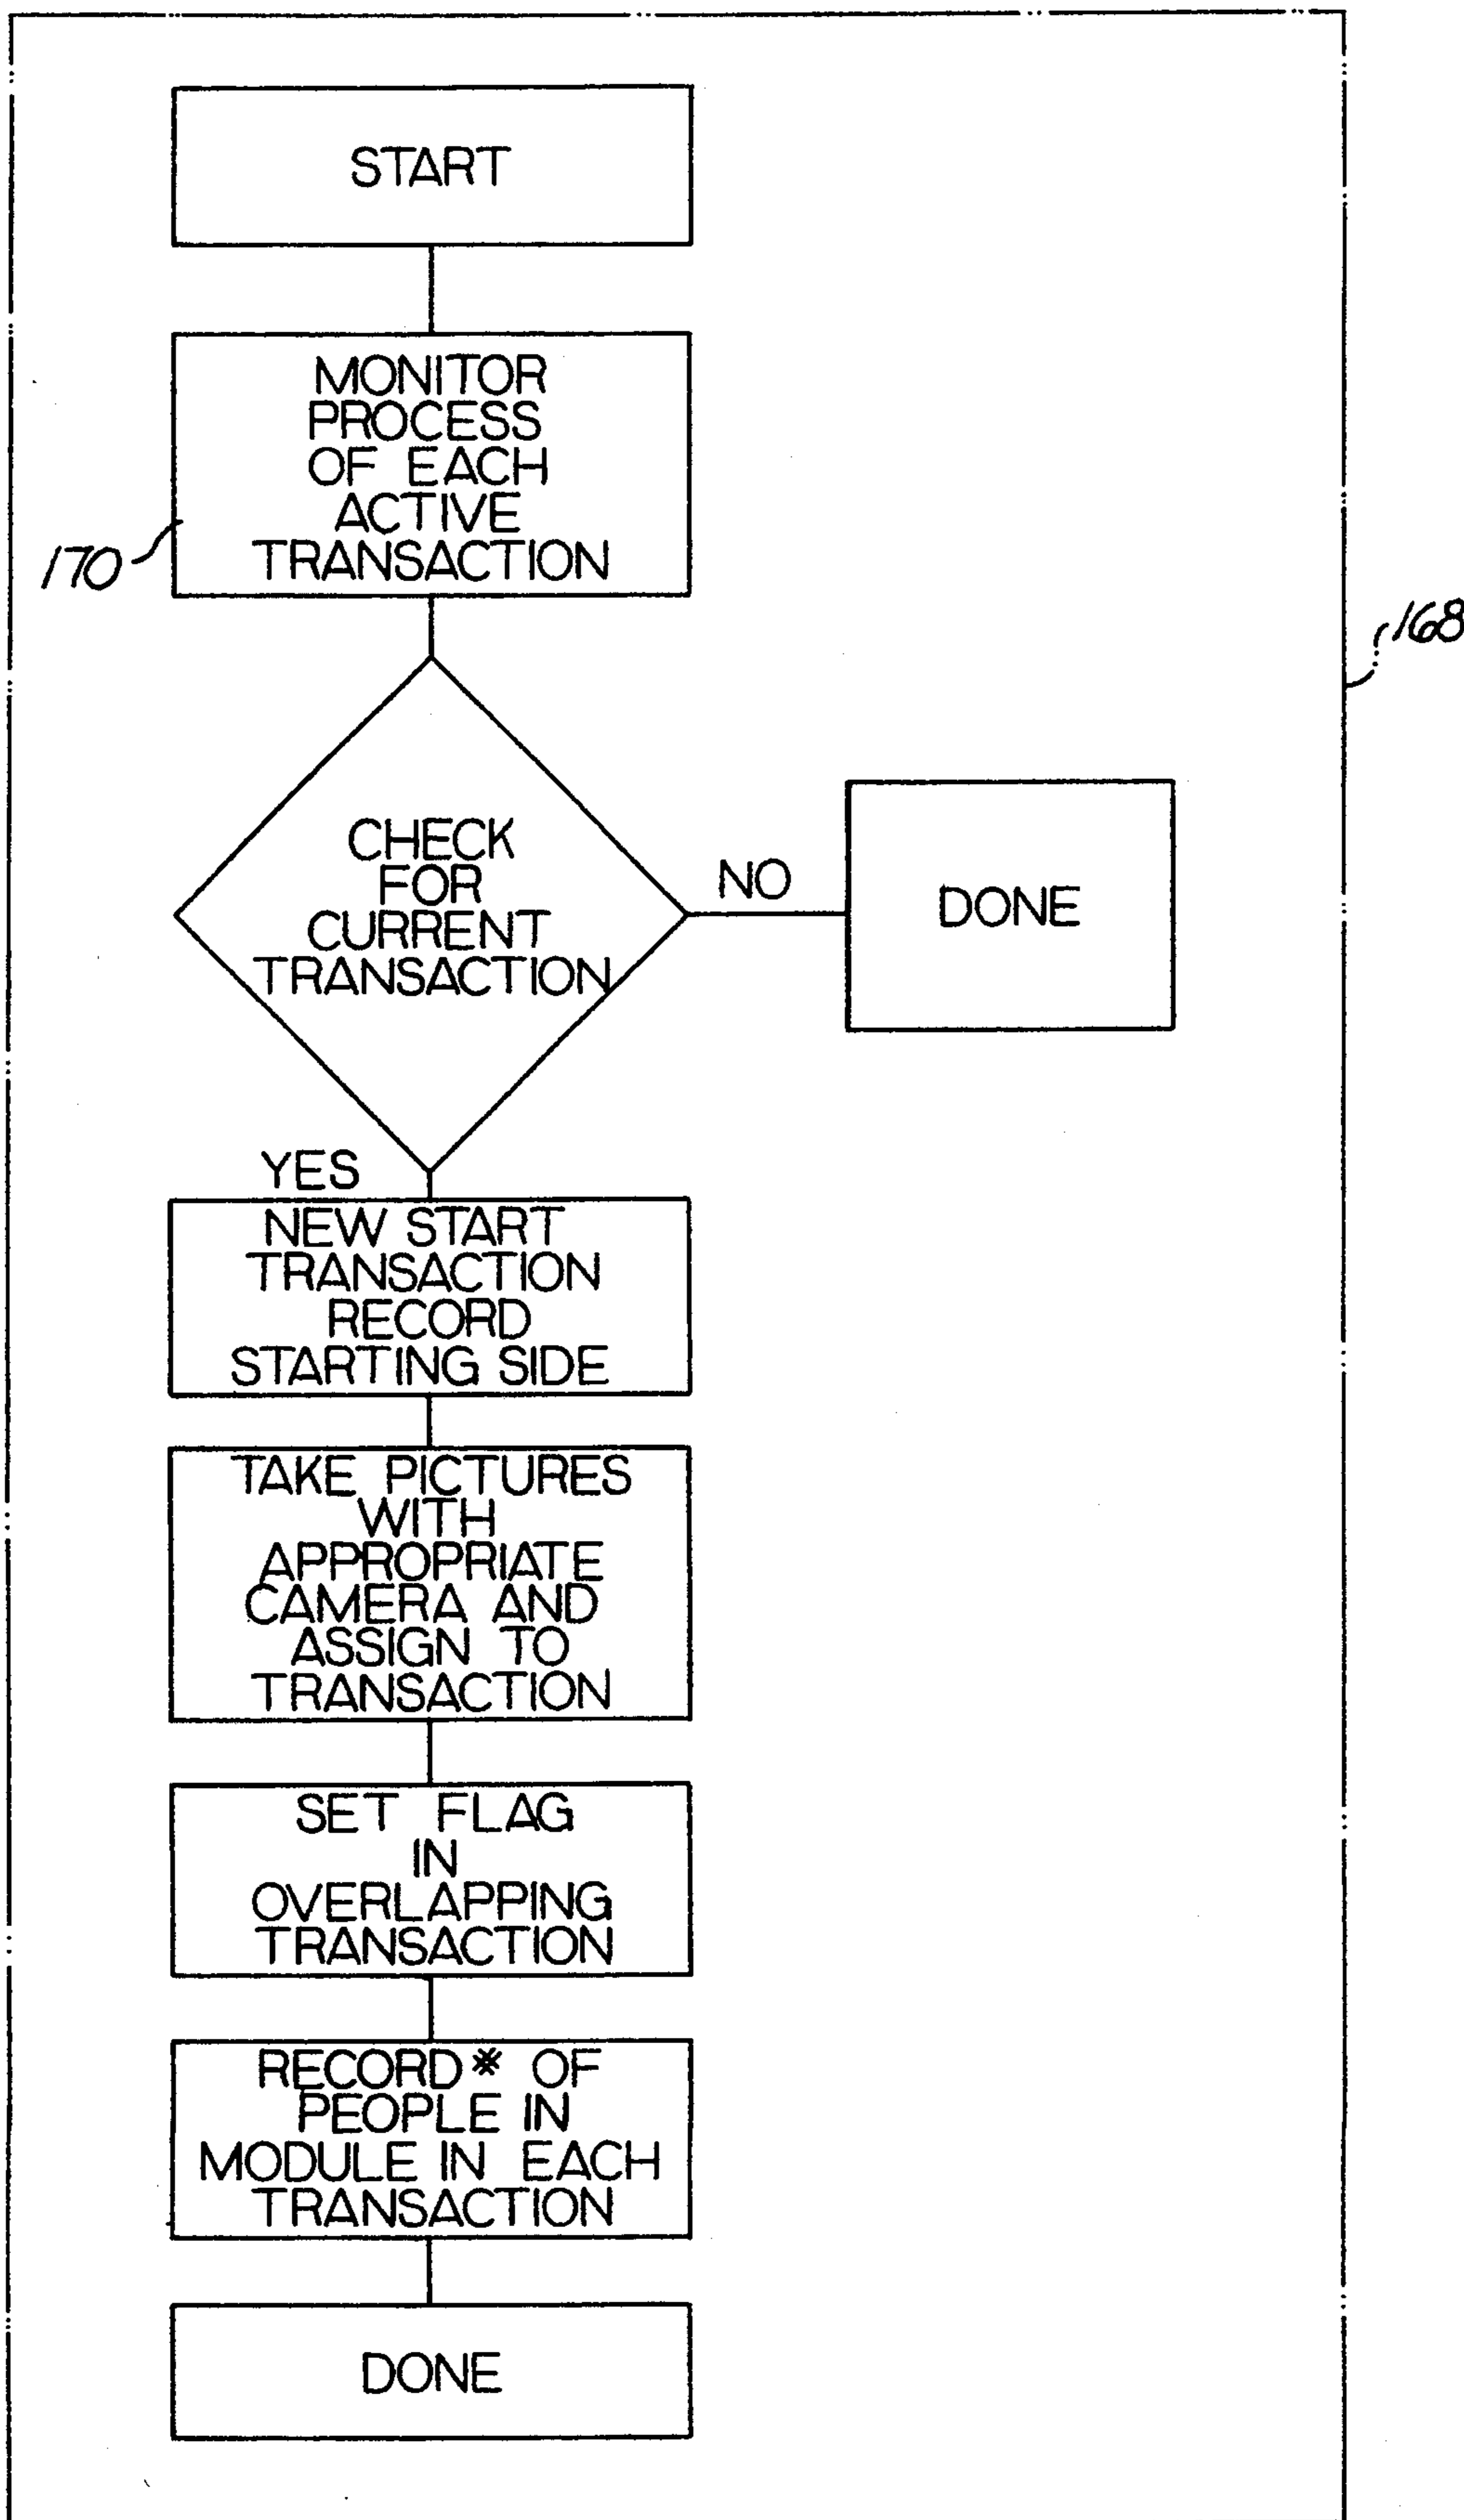 START
MONITOR
PROCESS
OF EACH
ACTIVE
TRANSACTION
170
168
CHECK
FOR
CURRENT
TRANSACTION
NO
DONE
YES
NEW START
TRANSACTION
RECORD
STARTING SIDE
TAKE PICTURES
WITH
APPROPRIATE
CAMERA AND
ASSIGN TO
TRANSACTION
SET FLAG
IN
OVERLAPPING
TRANSACTION
RECORD * OF
PEOPLE IN
MODULE IN EACH
TRANSACTION
DONE